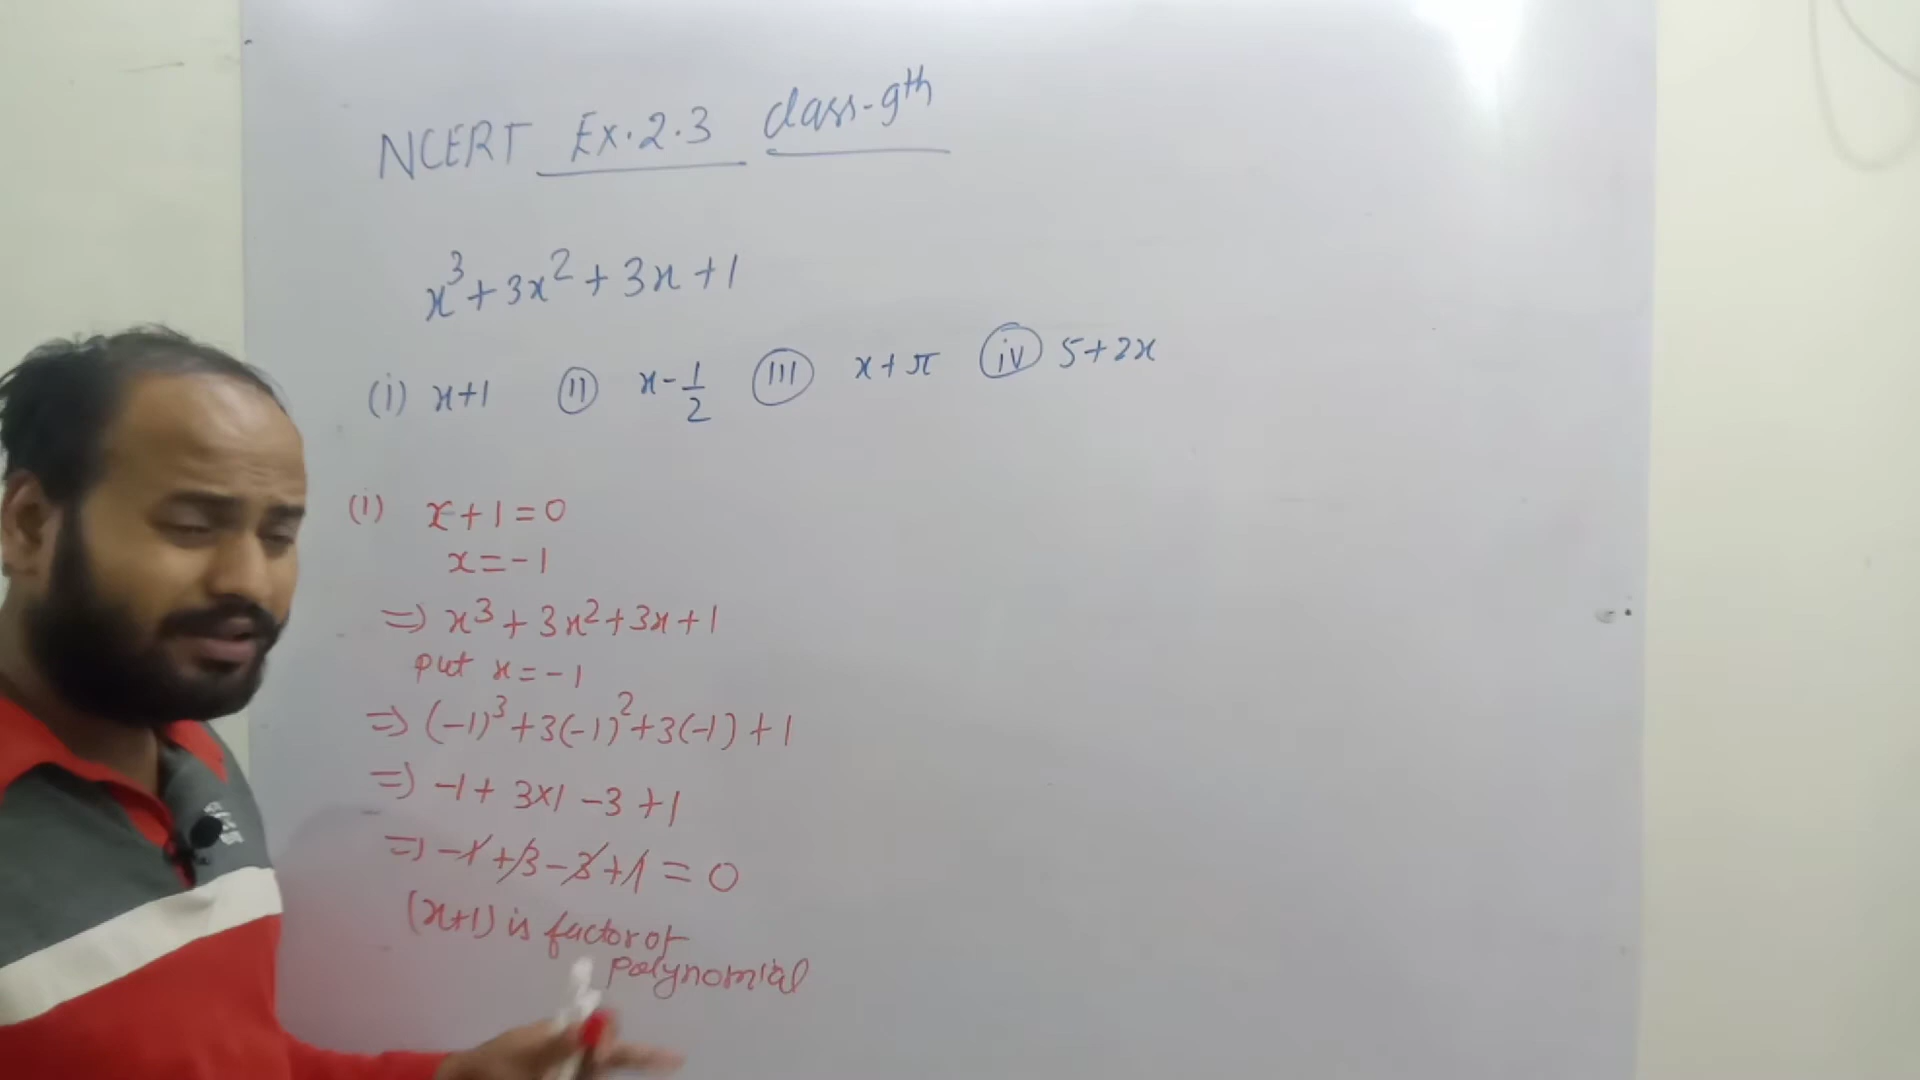 NCERT Ex.2.3 class-9th
x³+3x²+3x+1
(i) x+1 (II) x-1/2 (III) x+π (iv) 5+2x
(i) x+1=0
x=-1
=> x³+3x²+3x+1
put x=-1
=> (-1)³+3(-1)²+3(-1)+1
=> -1+3×1-3+1
=> -1+3-3+1=0
(x+1) is factor of
polynomial